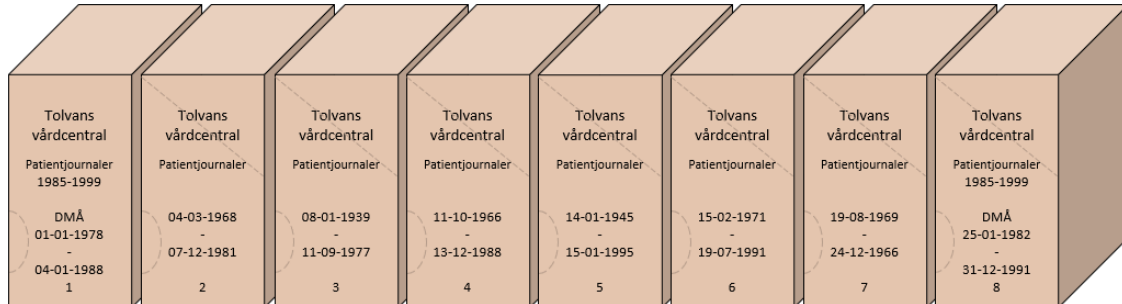 Tolvans
vårdcentral
Patientjournaler
1985-1999
DMÅ
01-01-1978
-
04-01-1988
1
Tolvans
vårdcentral
Patientjournaler
04-03-1968
-
07-12-1981
2
Tolvans
vårdcentral
Patientjournaler
08-01-1939
-
11-09-1977
3
Tolvans
vårdcentral
Patientjournaler
11-10-1966
-
13-12-1988
4
Tolvans
vårdcentral
Patientjournaler
14-01-1945
-
15-01-1995
5
Tolvans
vårdcentral
Patientjournaler
15-02-1971
-
19-07-1991
6
Tolvans
vårdcentral
Patientjournaler
19-08-1969
-
24-12-1966
7
Tolvans
vårdcentral
Patientjournaler
1985-1999
DMÅ
25-01-1982
-
31-12-1991
8